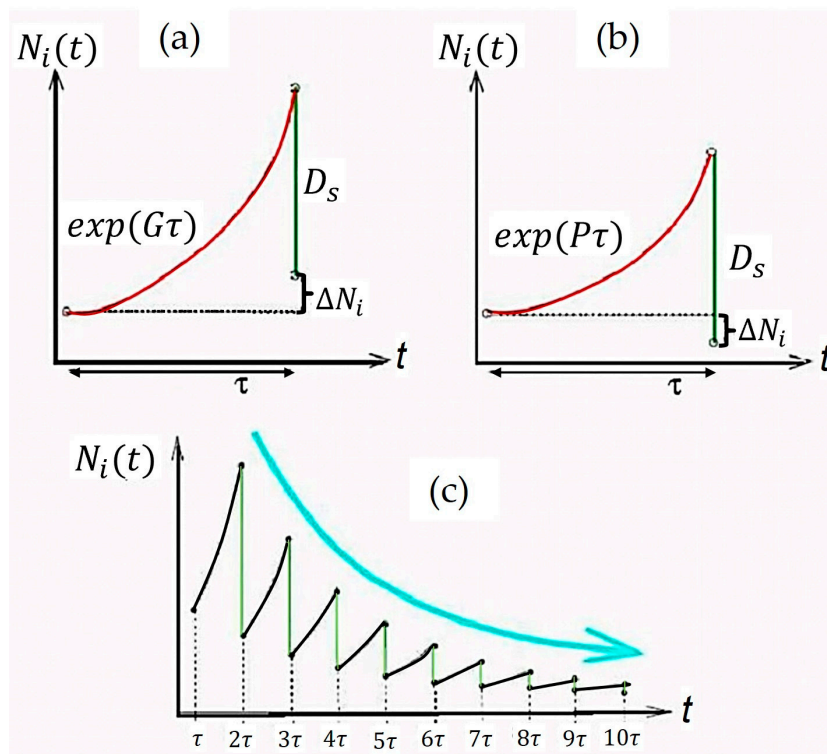 (a)
N_i(t)
exp(Gτ)
D_s
ΔN_i
t
τ
(b)
N_i(t)
exp(Pτ)
D_s
ΔN_i
t
τ
(c)
N_i(t)
t
τ 2τ 3τ 4τ 5τ 6τ 7τ 8τ 9τ 10τ